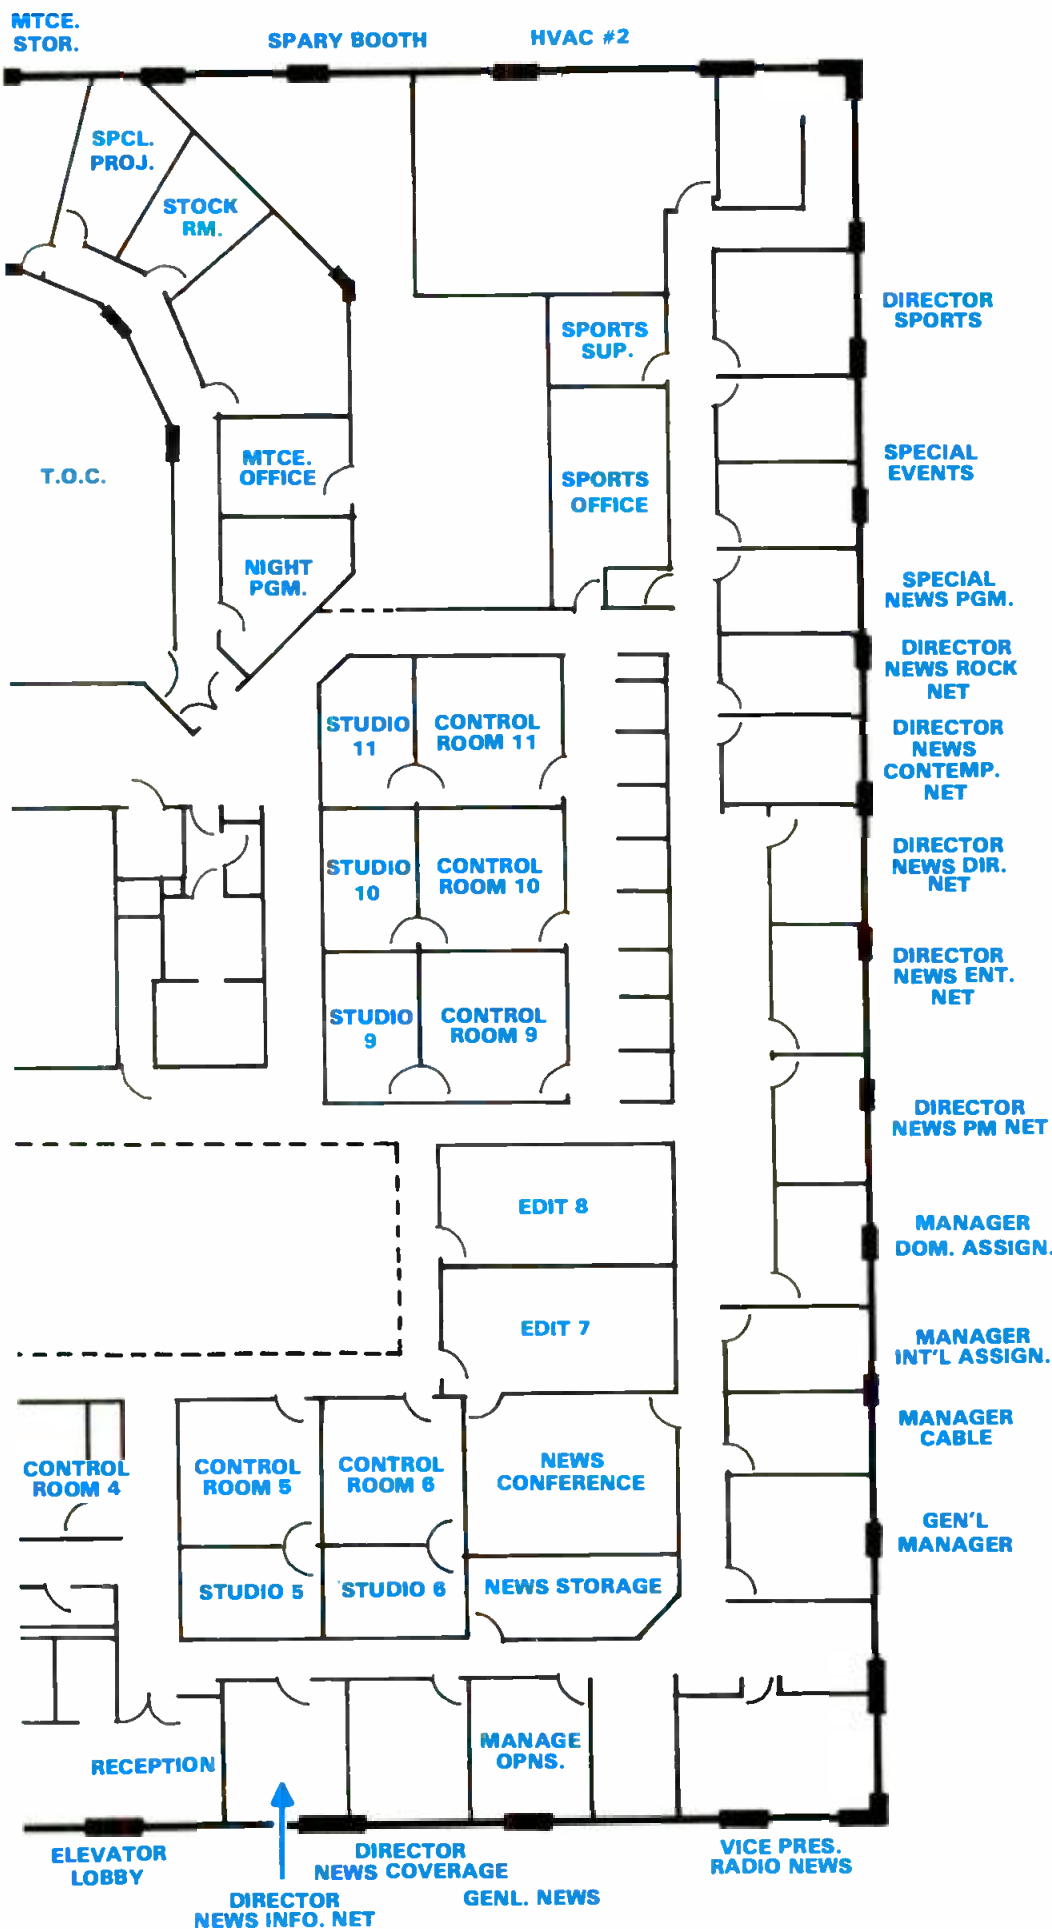 MTCE.
STOR.
SPARY BOOTH
HVAC #2
SPCL.
PROJ.
STOCK
RM.
DIRECTOR
SPORTS
SPORTS
SUP.
T.O.C.
MTCE.
OFFICE
SPORTS
OFFICE
SPECIAL
EVENTS
NIGHT
PGM.
SPECIAL
NEWS PGM.
DIRECTOR
NEWS ROCK
NET
STUDIO
11
CONTROL
ROOM 11
DIRECTOR
NEWS
CONTEMP.
NET
STUDIO
10
CONTROL
ROOM 10
DIRECTOR
NEWS DIR.
NET
DIRECTOR
NEWS ENT.
NET
STUDIO
9
CONTROL
ROOM 9
DIRECTOR
NEWS PM NET
EDIT 8
MANAGER
DOM. ASSIGN.
EDIT 7
MANAGER
INT'L ASSIGN.
MANAGER
CABLE
CONTROL
ROOM 4
CONTROL
ROOM 5
CONTROL
ROOM 6
NEWS
CONFERENCE
GEN'L
MANAGER
STUDIO 5
STUDIO 6
NEWS STORAGE
RECEPTION
MANAGE
OPNS.
ELEVATOR
LOBBY
DIRECTOR
NEWS INFO. NET
DIRECTOR
NEWS COVERAGE
GENL. NEWS
VICE PRES.
RADIO NEWS